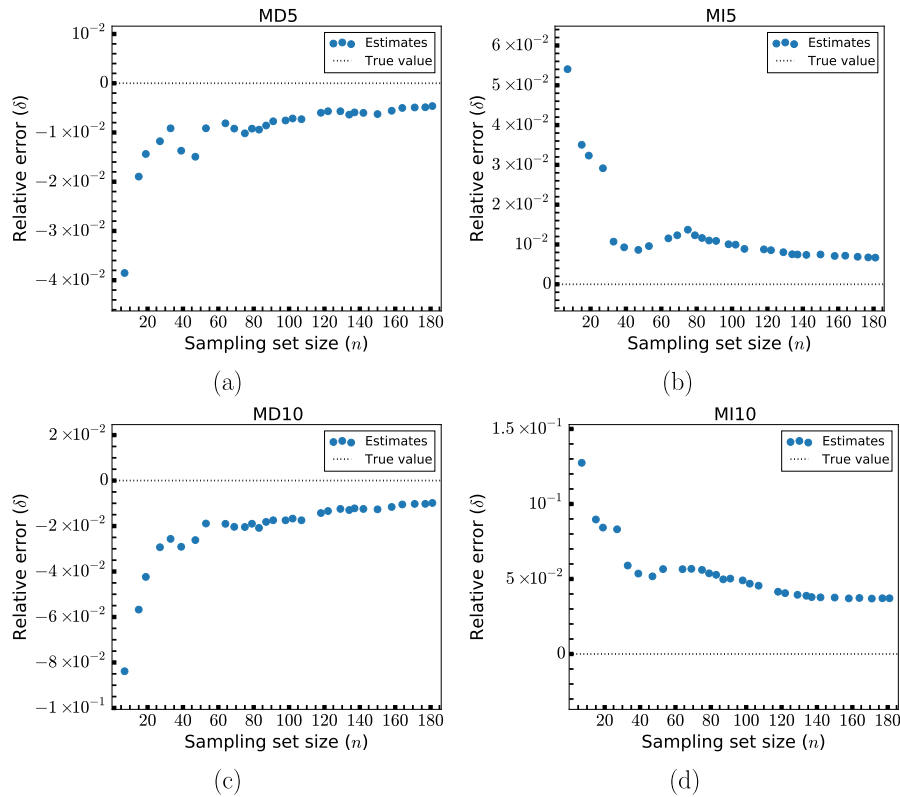 MD5
Relative error (δ)
10⁻²
0
−1 ×10⁻²
−2 ×10⁻²
−3 ×10⁻²
−4 ×10⁻²
Estimates
True value
20 40 60 80 100 120 140 160 180
Sampling set size (n)
(a)
MI5
Relative error (δ)
6 ×10⁻²
5 ×10⁻²
4 ×10⁻²
3 ×10⁻²
2 ×10⁻²
10⁻²
0
Estimates
True value
20 40 60 80 100 120 140 160 180
Sampling set size (n)
(b)
MD10
Relative error (δ)
2 ×10⁻²
0
−2 ×10⁻²
−4 ×10⁻²
−6 ×10⁻²
−8 ×10⁻²
−1 ×10⁻¹
Estimates
True value
20 40 60 80 100 120 140 160 180
Sampling set size (n)
(c)
MI10
Relative error (δ)
1.5 ×10⁻¹
10⁻¹
5 ×10⁻²
0
Estimates
True value
20 40 60 80 100 120 140 160 180
Sampling set size (n)
(d)